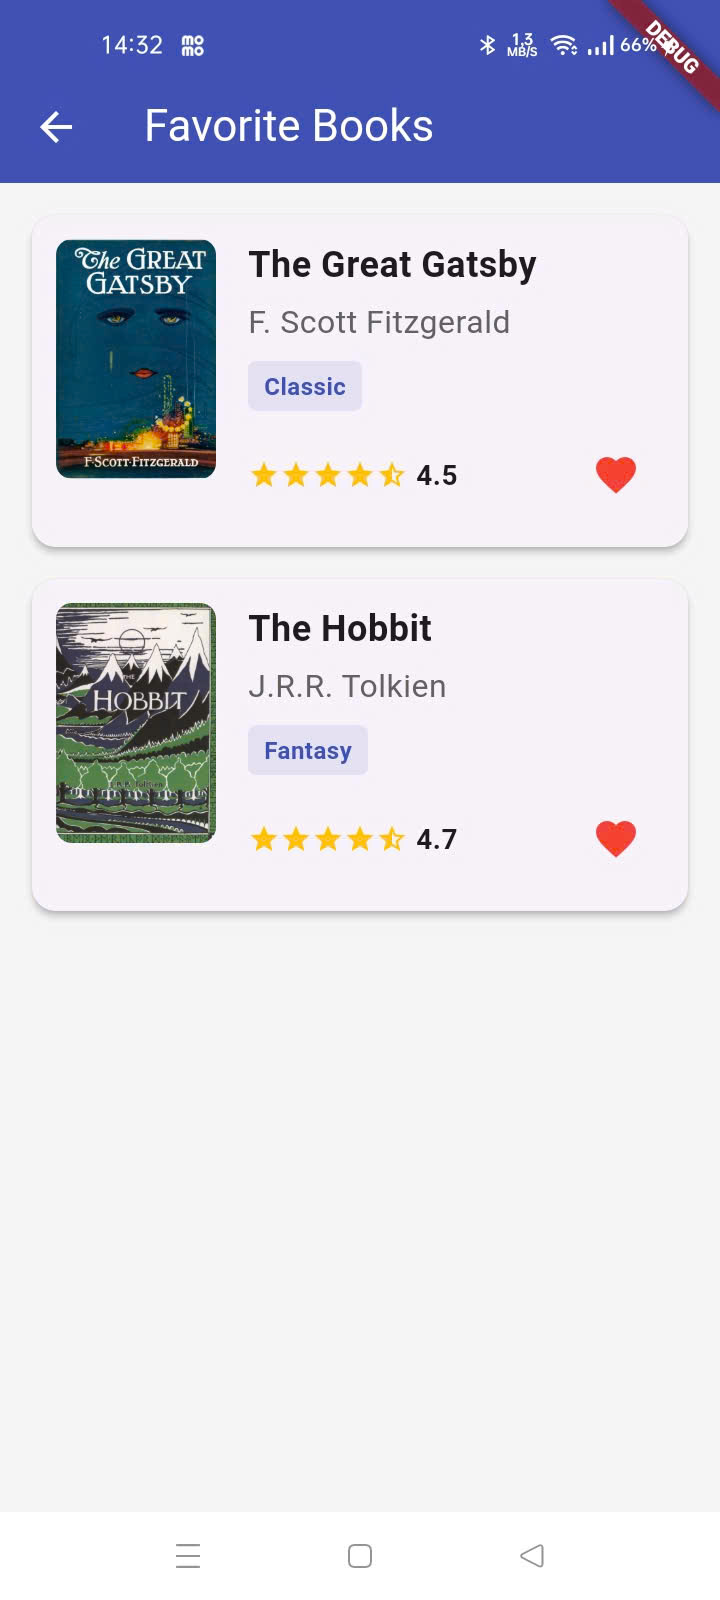 14:32 mo mo 1.3 MB/S 66%
DEBUG
Favorite Books
The GREAT
GATSBY
F·SCOTT·FITZGERALD
The Great Gatsby
F. Scott Fitzgerald
Classic
4.5
THE
HOBBIT
J.R.R. Tolkien
The Hobbit
J.R.R. Tolkien
Fantasy
4.7